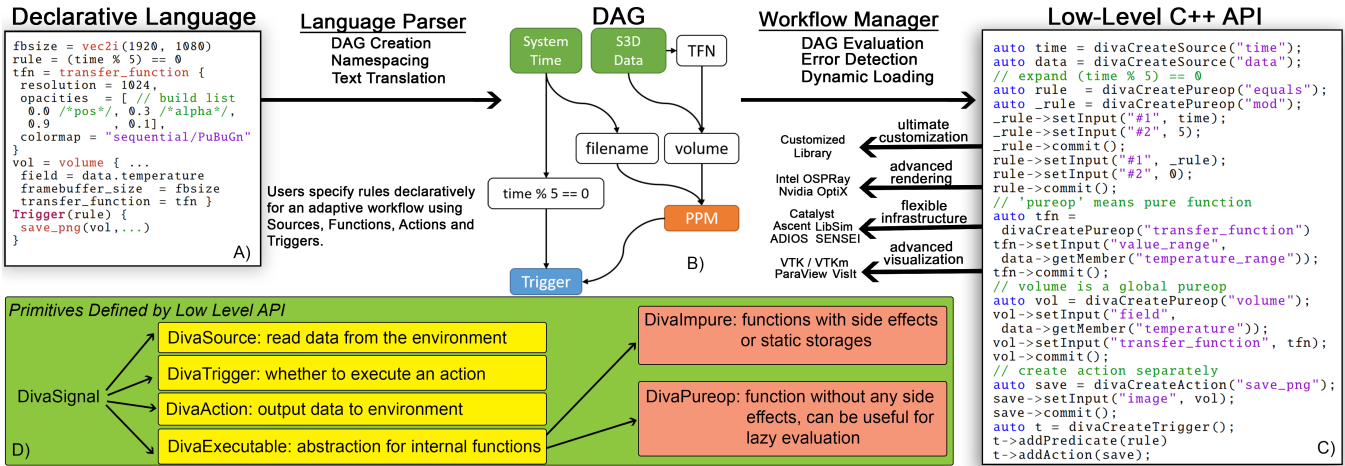 Declarative Language
fbsize = vec2i(1920, 1080)
rule = (time % 5) == 0
tfn = transfer_function {
resolution = 1024,
opacities = [ // build list
0.0 /*pos*/, 0.3 /*alpha*/,
0.9 , 0.1],
colormap = "sequential/PuBuGn"
}
vol = volume { ...
field = data.temperature
framebuffer_size = fbsize
transfer_function = tfn }
Trigger(rule) {
save_png(vol,...)
}
A)
Language Parser
DAG Creation
Namespacing
Text Translation
Users specify rules declaratively
for an adaptive workflow using
Sources, Functions, Actions and
Triggers.
DAG
System
Time
S3D
Data
TFN
filename
volume
time % 5 == 0
PPM
Trigger
B)
Workflow Manager
DAG Evaluation
Error Detection
Dynamic Loading
Customized
Library
ultimate
customization
Intel OSPRay
Nvidia OptiX
advanced
rendering
Catalyst
Ascent LibSim
ADIOS SENSEI
flexible
infrastructure
VTK / VTKm
ParaView VisIt
advanced
visualization
Low-Level C++ API
auto time = divaCreateSource("time");
auto data = divaCreateSource("data");
// expand (time % 5) == 0
auto rule = divaCreatePureop("equals");
auto _rule = divaCreatePureop("mod");
_rule->setInput("#1", time);
_rule->setInput("#2", 5);
_rule->commit();
rule->setInput("#1", _rule);
rule->setInput("#2", 0);
rule->commit();
// 'pureop' means pure function
auto tfn =
divaCreatePureop("transfer_function")
tfn->setInput("value_range",
data->getMember("temperature_range"));
tfn->commit();
// volume is a global pureop
auto vol = divaCreatePureop("volume");
vol->setInput("field",
data->getMember("temperature"));
vol->setInput("transfer_function", tfn);
vol->commit();
// create action separately
auto save = divaCreateAction("save_png");
save->setInput("image", vol);
save->commit();
auto t = divaCreateTrigger();
t->addPredicate(rule)
t->addAction(save);
C)
Primitives Defined by Low Level API
DivaSignal
DivaSource: read data from the environment
DivaTrigger: whether to execute an action
DivaAction: output data to environment
DivaExecutable: abstraction for internal functions
DivaImpure: functions with side effects
or static storages
DivaPureop: function without any side
effects, can be useful for
lazy evaluation
D)